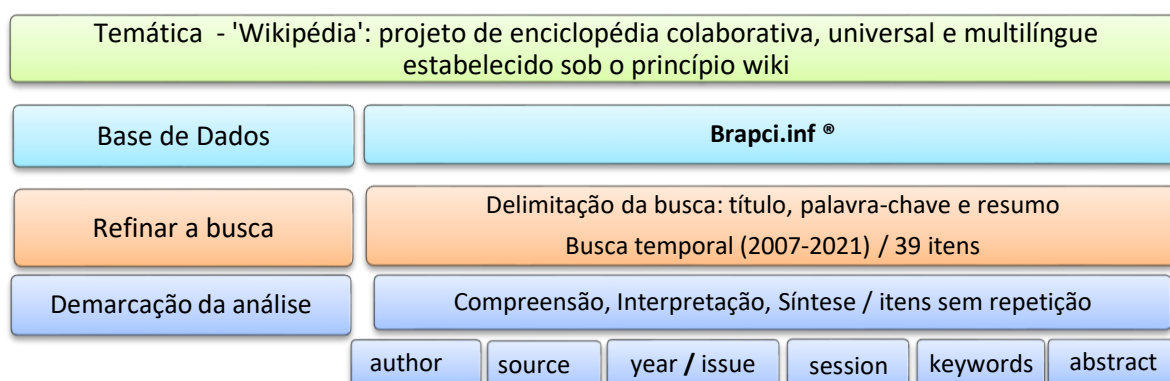 Temática - 'Wikipédia': projeto de enciclopédia colaborativa, universal e multilíngue
estabelecido sob o princípio wiki
Base de Dados
Brapci.inf ®
Refinar a busca
Delimitação da busca: título, palavra-chave e resumo
Busca temporal (2007-2021) / 39 itens
Demarcação da análise
Compreensão, Interpretação, Síntese / itens sem repetição
author
source
year / issue
session
keywords
abstract